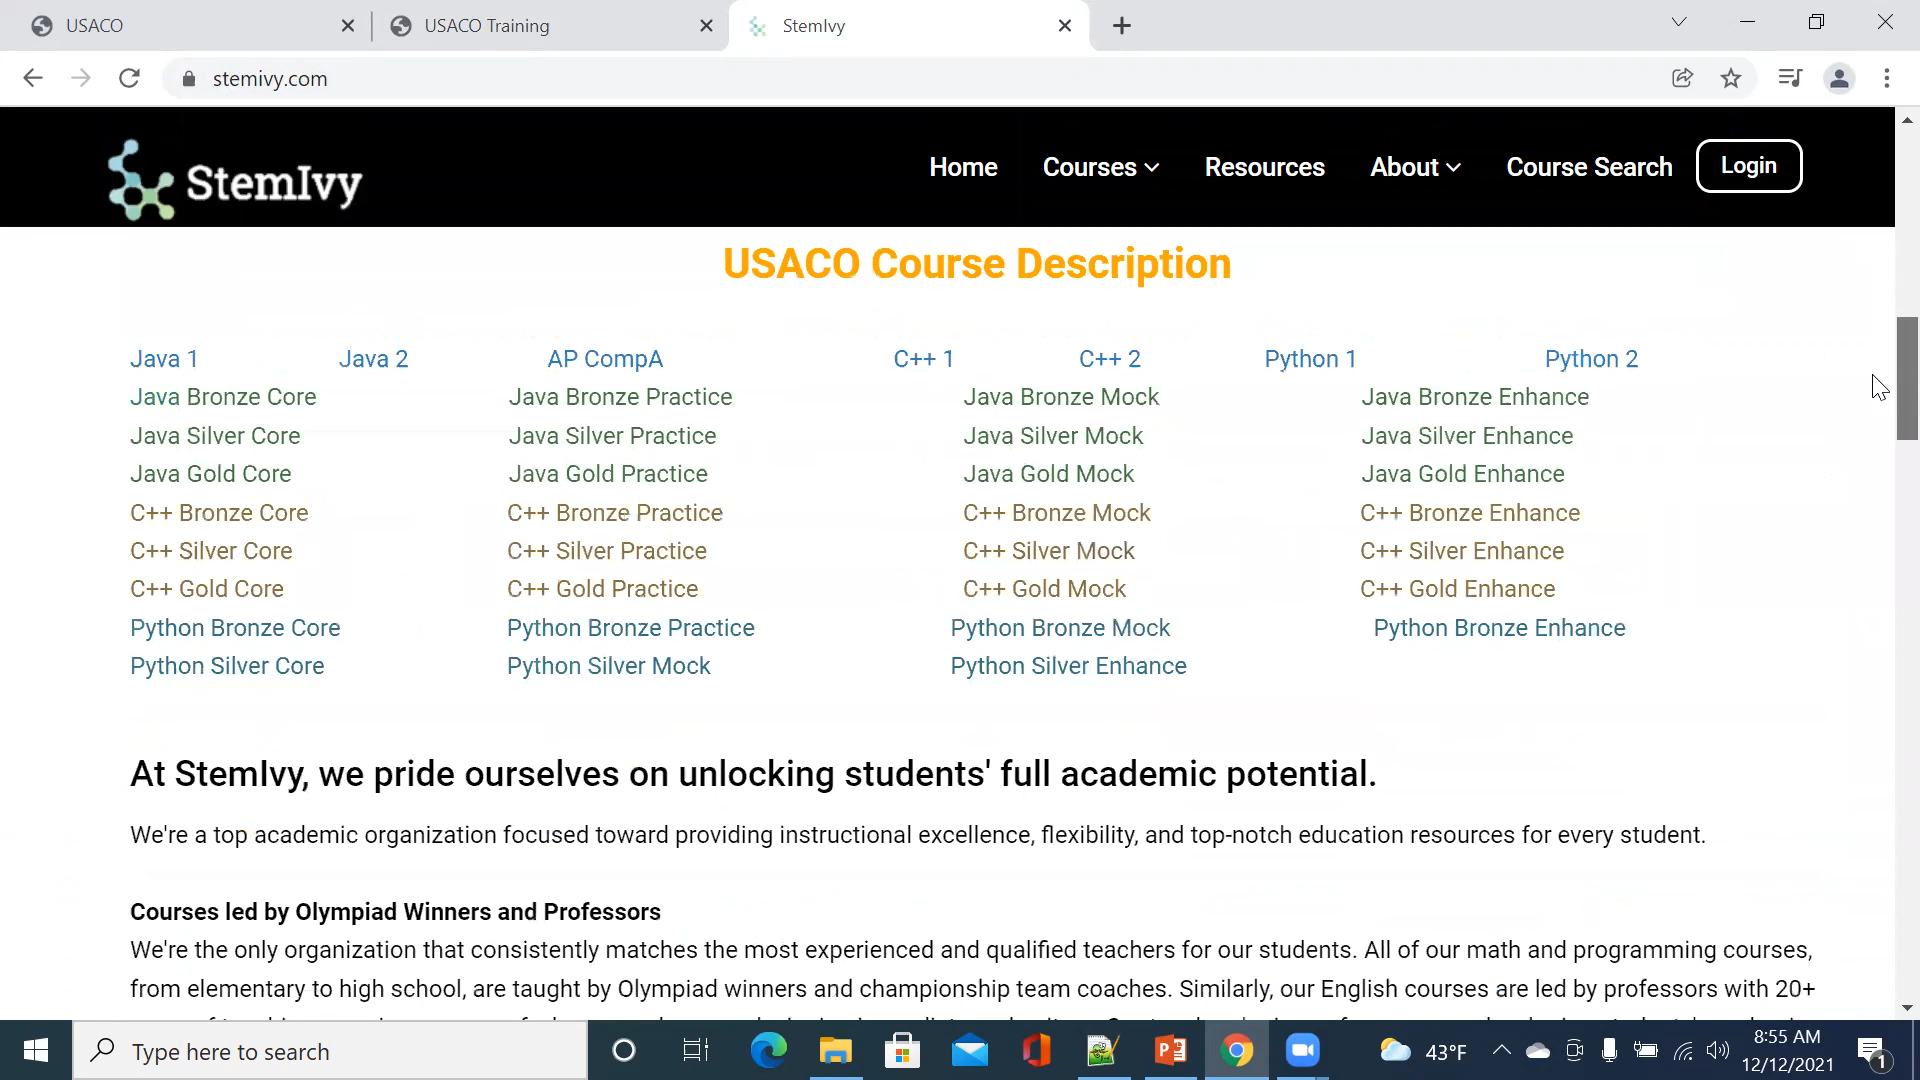 USACO USACO Training StemIvy
stemivy.com
StemIvy Home Courses Resources About Course Search Login
USACO Course Description
Java 1 Java 2 AP CompA C++ 1 C++ 2 Python 1 Python 2
Java Bronze Core Java Bronze Practice Java Bronze Mock Java Bronze Enhance
Java Silver Core Java Silver Practice Java Silver Mock Java Silver Enhance
Java Gold Core Java Gold Practice Java Gold Mock Java Gold Enhance
C++ Bronze Core C++ Bronze Practice C++ Bronze Mock C++ Bronze Enhance
C++ Silver Core C++ Silver Practice C++ Silver Mock C++ Silver Enhance
C++ Gold Core C++ Gold Practice C++ Gold Mock C++ Gold Enhance
Python Bronze Core Python Bronze Practice Python Bronze Mock Python Bronze Enhance
Python Silver Core Python Silver Mock Python Silver Enhance
At StemIvy, we pride ourselves on unlocking students' full academic potential.
We're a top academic organization focused toward providing instructional excellence, flexibility, and top-notch education resources for every student.
Courses led by Olympiad Winners and Professors
We're the only organization that consistently matches the most experienced and qualified teachers for our students. All of our math and programming courses,
from elementary to high school, are taught by Olympiad winners and championship team coaches. Similarly, our English courses are led by professors with 20+
Type here to search 43°F 8:55 AM
12/12/2021 1